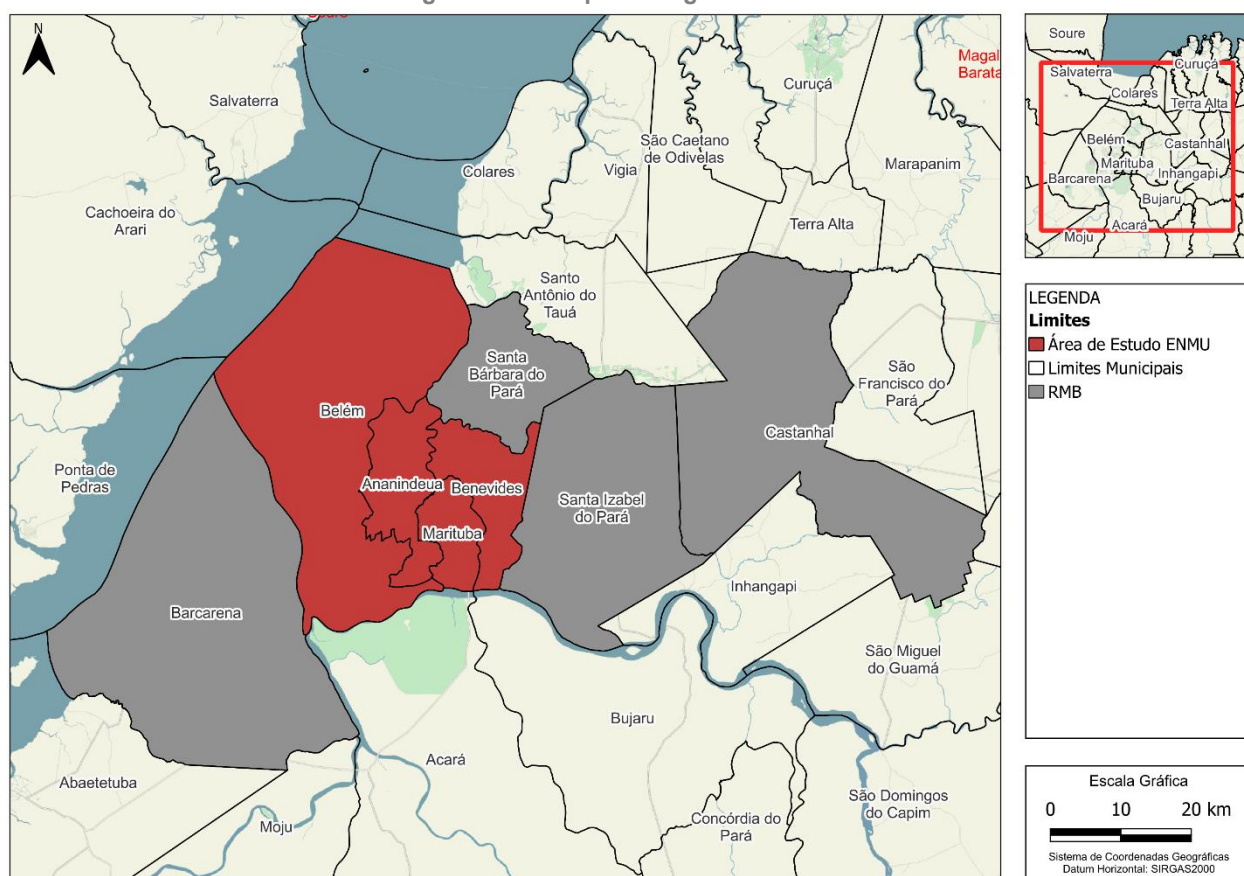 Soure
N
Salvaterra
Cachoeira do
Arari
Ponta de
Pedras
Colares
Vigia
São Caetano
de Odivelas
Curuçá
Magal
Barata
Marapanim
Terra Alta
Santo
Antônio do
Tauá
Santa
Bárbara do
Pará
São
Francisco do
Pará
Belém
Castanhal
Ananindeua
Benevides
Santa Izabel
do Pará
Marituba
Inhangapi
Barcarena
São Miguel
do Guamá
Bujaru
Acará
Abaetetuba
Moju
Concórdia do
Pará
São Domingos
do Capim
Soure
Curuçá
Salvaterra
Colares
Terra Alta
Belém
Castanhal
Marituba
Barcarena
Inhangapi
Bujaru
Acará
Moju
LEGENDA
Limites
Área de Estudo ENMU
Limites Municipais
RMB
Escala Gráfica
0 10 20 km
Sistema de Coordenadas Geográficas
Datum Horizontal: SIRGAS2000